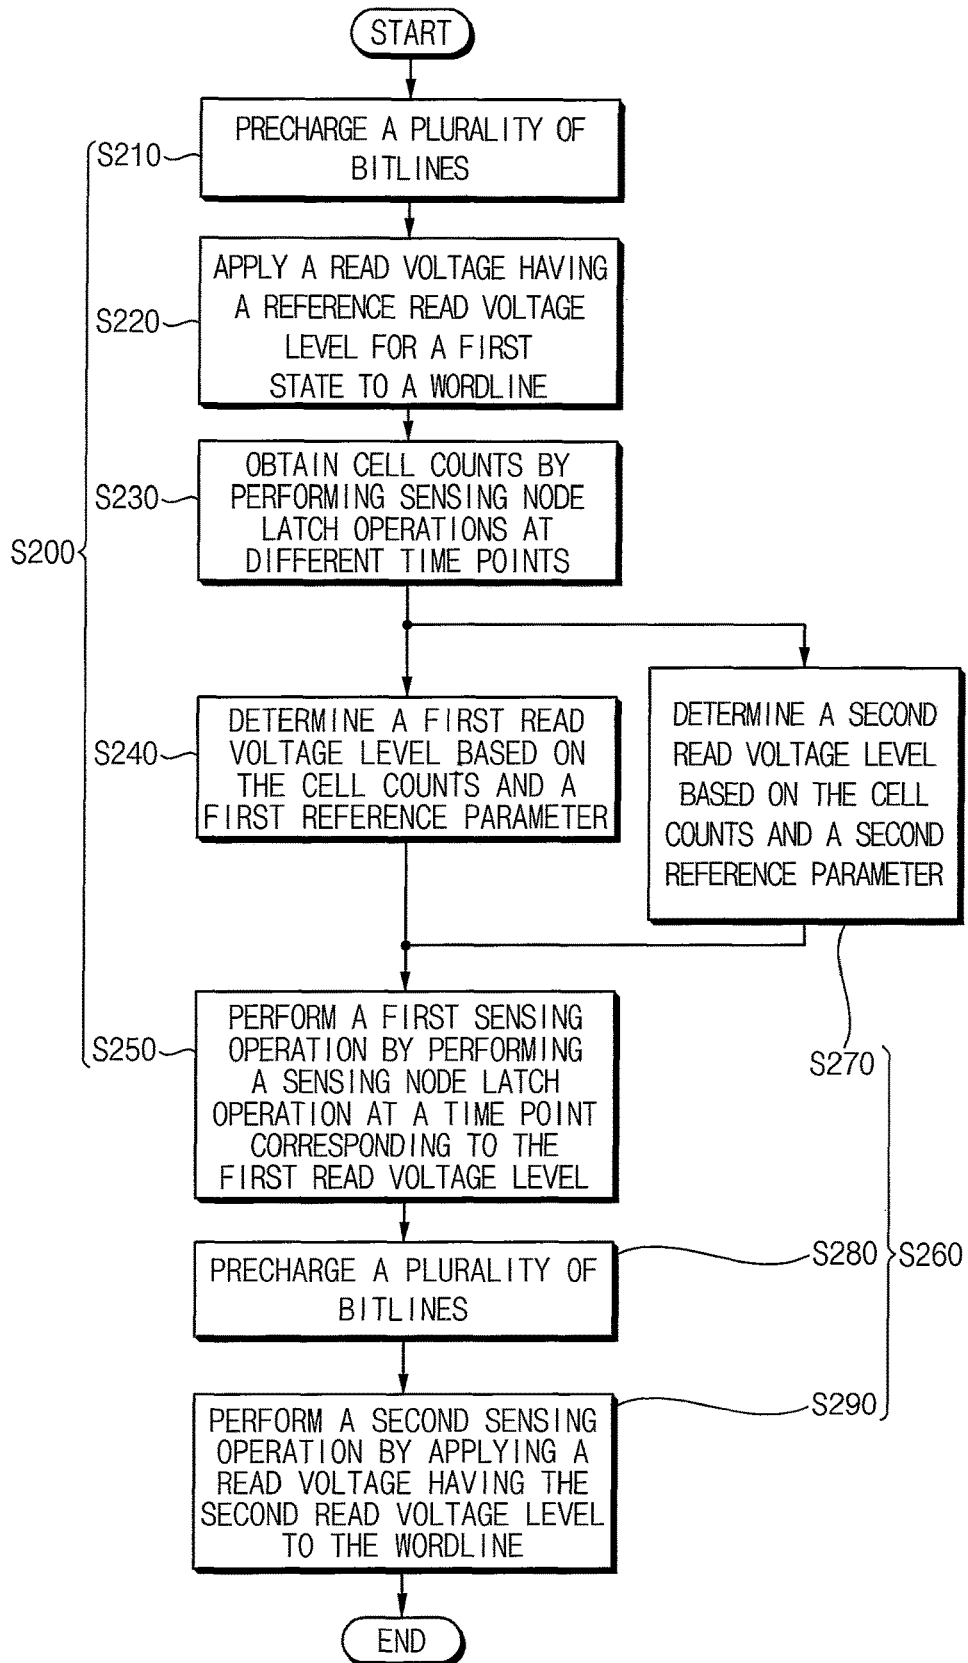 START
S210
PRECHARGE A PLURALITY OF
BITLINES
S220
APPLY A READ VOLTAGE HAVING
A REFERENCE READ VOLTAGE
LEVEL FOR A FIRST
STATE TO A WORDLINE
S230
OBTAIN CELL COUNTS BY
PERFORMING SENSING NODE
LATCH OPERATIONS AT
DIFFERENT TIME POINTS
S200
S240
DETERMINE A FIRST READ
VOLTAGE LEVEL BASED ON
THE CELL COUNTS AND A
FIRST REFERENCE PARAMETER
DETERMINE A SECOND
READ VOLTAGE LEVEL
BASED ON THE CELL
COUNTS AND A SECOND
REFERENCE PARAMETER
S250
PERFORM A FIRST SENSING
OPERATION BY PERFORMING
A SENSING NODE LATCH
OPERATION AT A TIME POINT
CORRESPONDING TO THE
FIRST READ VOLTAGE LEVEL
S270
PRECHARGE A PLURALITY OF
BITLINES
S280
S260
PERFORM A SECOND SENSING
OPERATION BY APPLYING A
READ VOLTAGE HAVING THE
SECOND READ VOLTAGE LEVEL
TO THE WORDLINE
S290
END